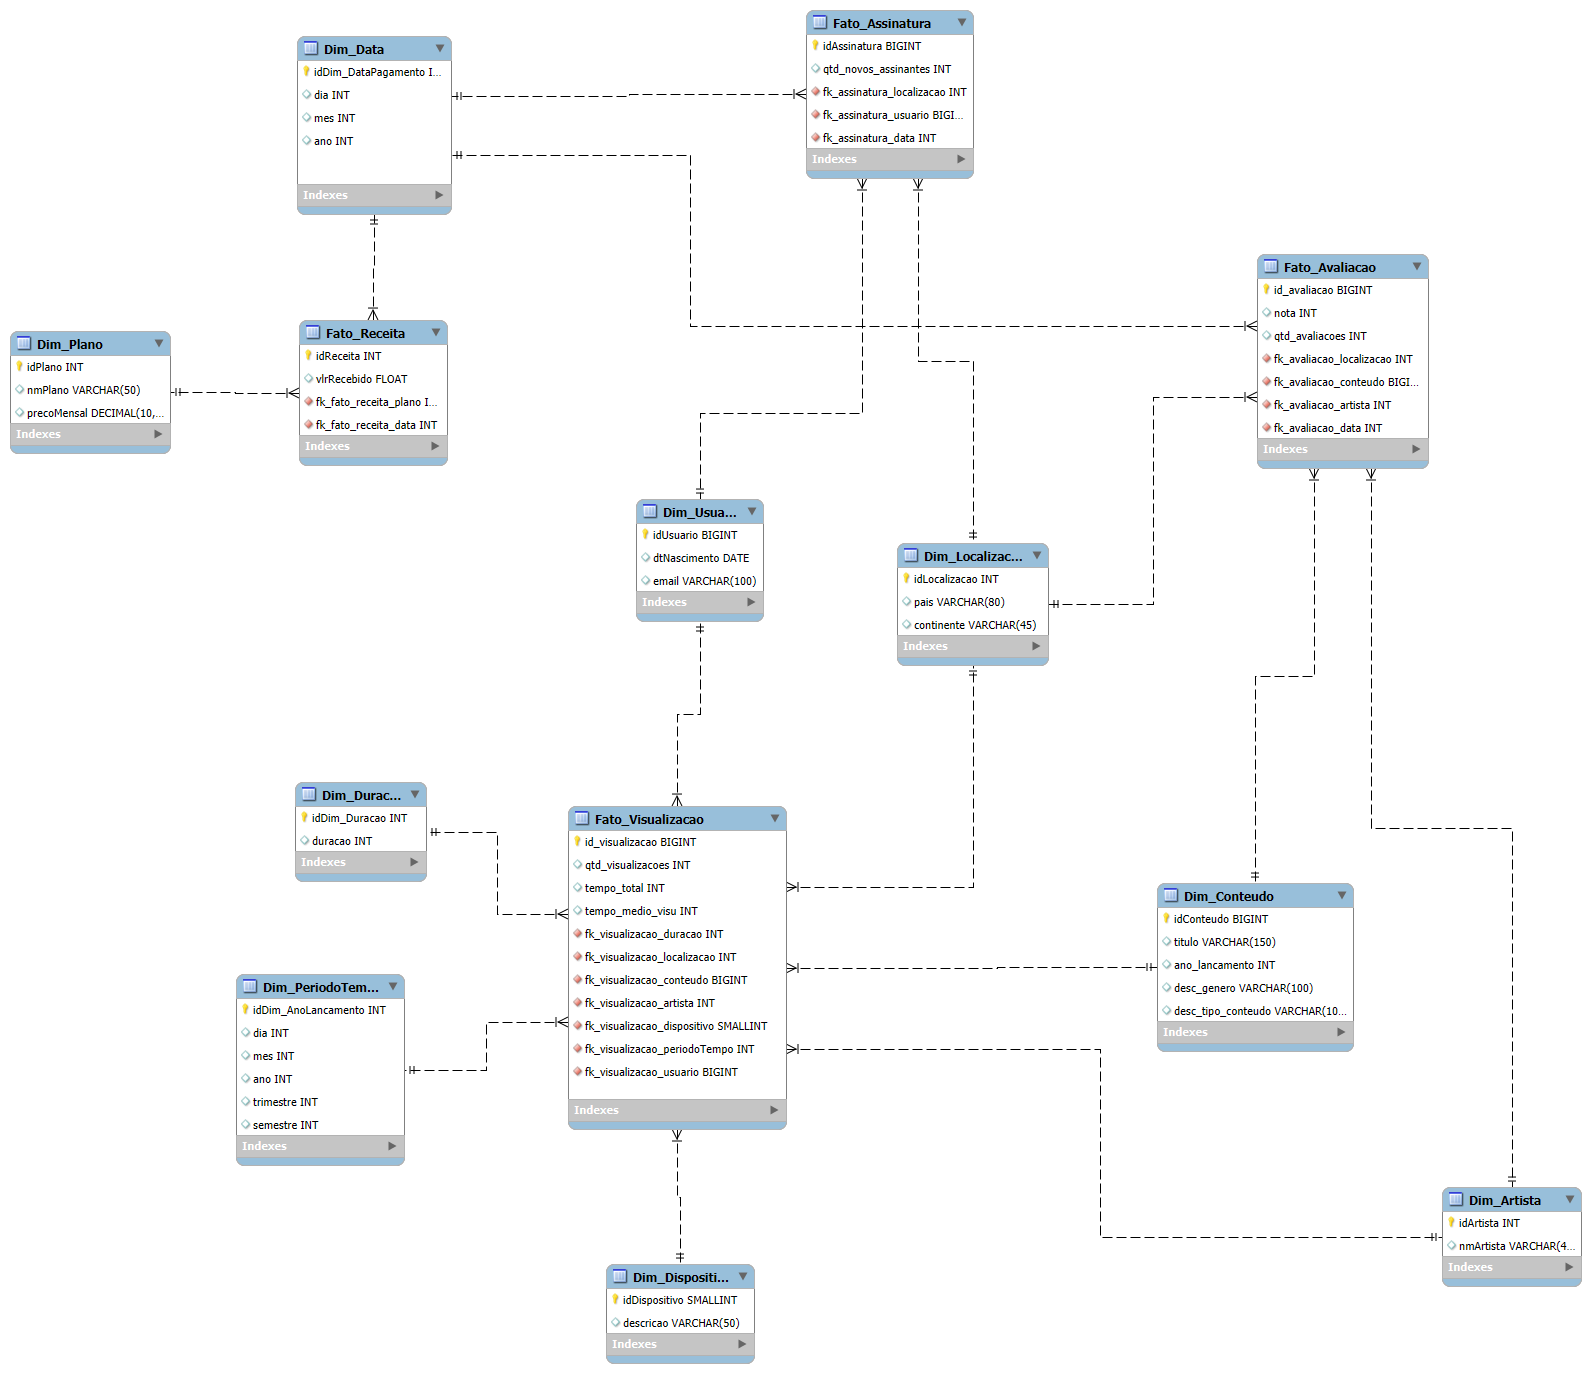 Fato_Assinatura
idAssinatura BIGINT
qtd_novos_assinantes INT
fk_assinatura_localizacao INT
fk_assinatura_usuario BIGI...
fk_assinatura_data INT
Indexes
Dim_Data
idDim_DataPagamento I...
dia INT
mes INT
ano INT
Indexes
Fato_Avaliacao
id_avaliacao BIGINT
nota INT
qtd_avaliacoes INT
fk_avaliacao_localizacao INT
fk_avaliacao_conteudo BIGI...
fk_avaliacao_artista INT
fk_avaliacao_data INT
Indexes
Dim_Plano
idPlano INT
nmPlano VARCHAR(50)
precoMensal DECIMAL(10,...
Indexes
Fato_Receita
idReceita INT
vlrRecebido FLOAT
fk_fato_receita_plano I...
fk_fato_receita_data INT
Indexes
Dim_Usua...
idUsuario BIGINT
dtNascimento DATE
email VARCHAR(100)
Indexes
Dim_Localizac...
idLocalizacao INT
pais VARCHAR(80)
continente VARCHAR(45)
Indexes
Dim_Durac...
idDim_Duracao INT
duracao INT
Indexes
Fato_Visualizacao
id_visualizacao BIGINT
qtd_visualizacoes INT
tempo_total INT
tempo_medio_visu INT
fk_visualizacao_duracao INT
fk_visualizacao_localizacao INT
fk_visualizacao_conteudo BIGINT
fk_visualizacao_artista INT
fk_visualizacao_dispositivo SMALLINT
fk_visualizacao_periodoTempo INT
fk_visualizacao_usuario BIGINT
Indexes
Dim_Conteudo
idConteudo BIGINT
titulo VARCHAR(150)
ano_lancamento INT
desc_genero VARCHAR(100)
desc_tipo_conteudo VARCHAR(10...
Indexes
Dim_PeriodoTem...
idDim_AnoLancamento INT
dia INT
mes INT
ano INT
trimestre INT
semestre INT
Indexes
Dim_Artista
idArtista INT
nmArtista VARCHAR(4...
Indexes
Dim_Dispositi...
idDispositivo SMALLINT
descricao VARCHAR(50)
Indexes